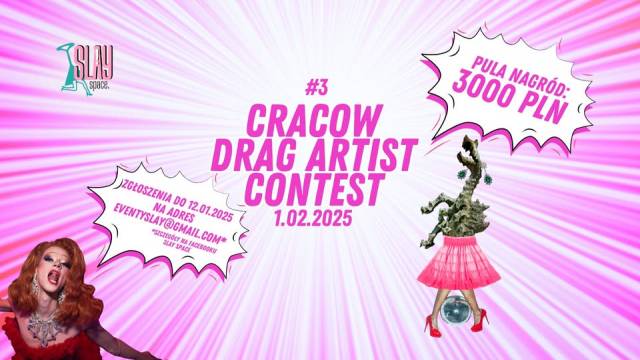 SLAY
space.
#3
CRACOW
DRAG ARTIST
CONTEST
1.02.2025
PULA NAGRÓD:
3000 PLN
ZGŁOSZENIA DO 12.01.2025
NA ADRES
EVENTYSLAY@GMAIL.COM*
*SZCZEGÓŁY NA FACEBOOKU
SLAY SPACE